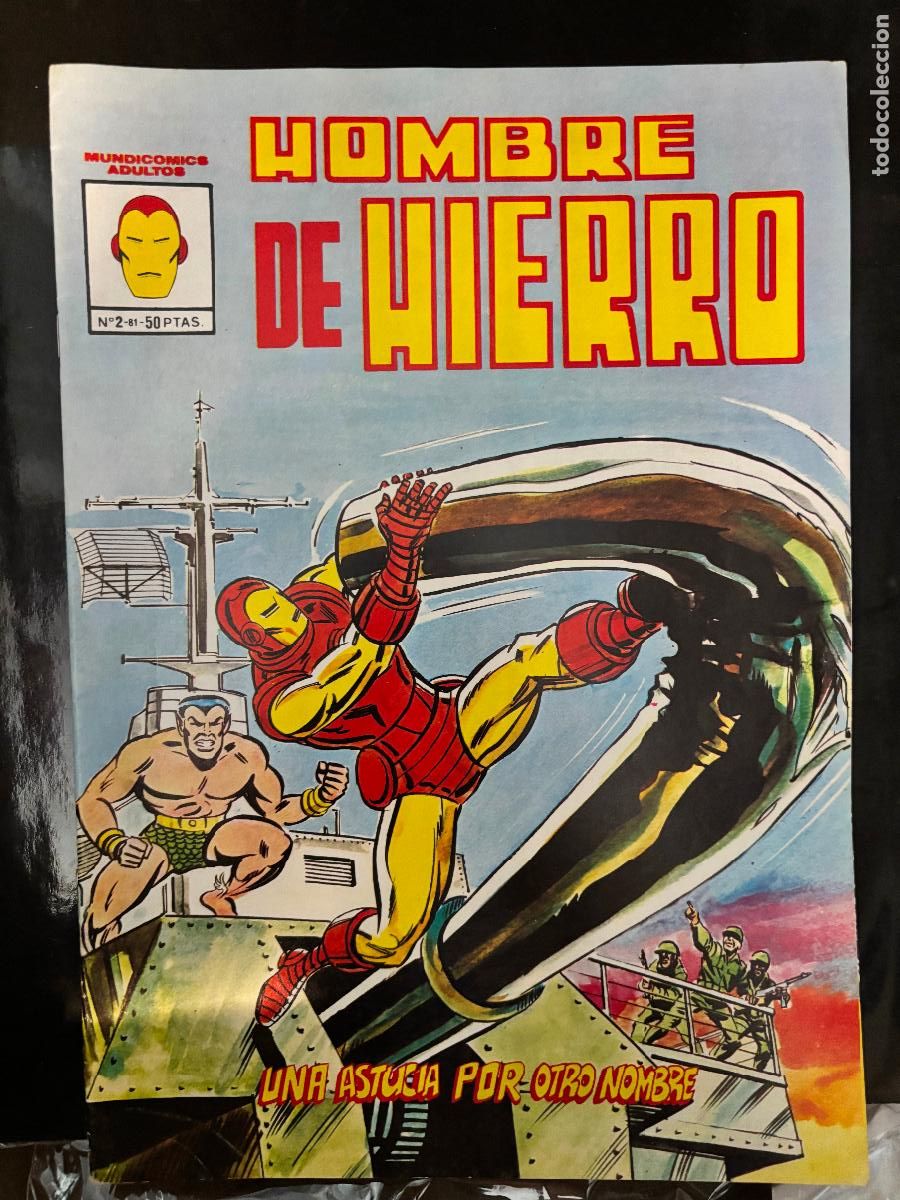 MUNDICOMICS
ADULTOS
Nº2-81-50 PTAS.
HOMBRE
DE HIERRO
UNA ASTUCIA POR OTRO NOMBRE
todocoleccion